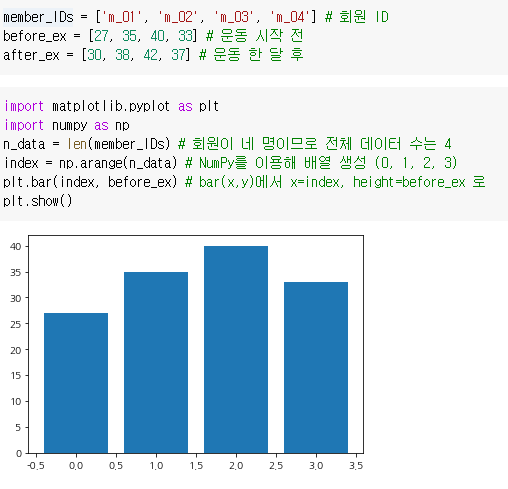 member_IDs = ['m_01', 'm_02', 'm_03', 'm_04'] # 회원 ID
before_ex = [27, 35, 40, 33] # 운동 시작 전
after_ex = [30, 38, 42, 37] # 운동 한 달 후
import matplotlib.pyplot as plt
import numpy as np
n_data = len(member_IDs) # 회원이 네 명이므로 전체 데이터 수는 4
index = np.arange(n_data) # NumPy를 이용해 배열 생성 (0, 1, 2, 3)
plt.bar(index, before_ex) # bar(x,y)에서 x=index, height=before_ex 로
plt.show()
40
35
30
25
20
15
10
5
0
-0,5 0,0 0,5 1,0 1,5 2,0 2,5 3,0 3,5